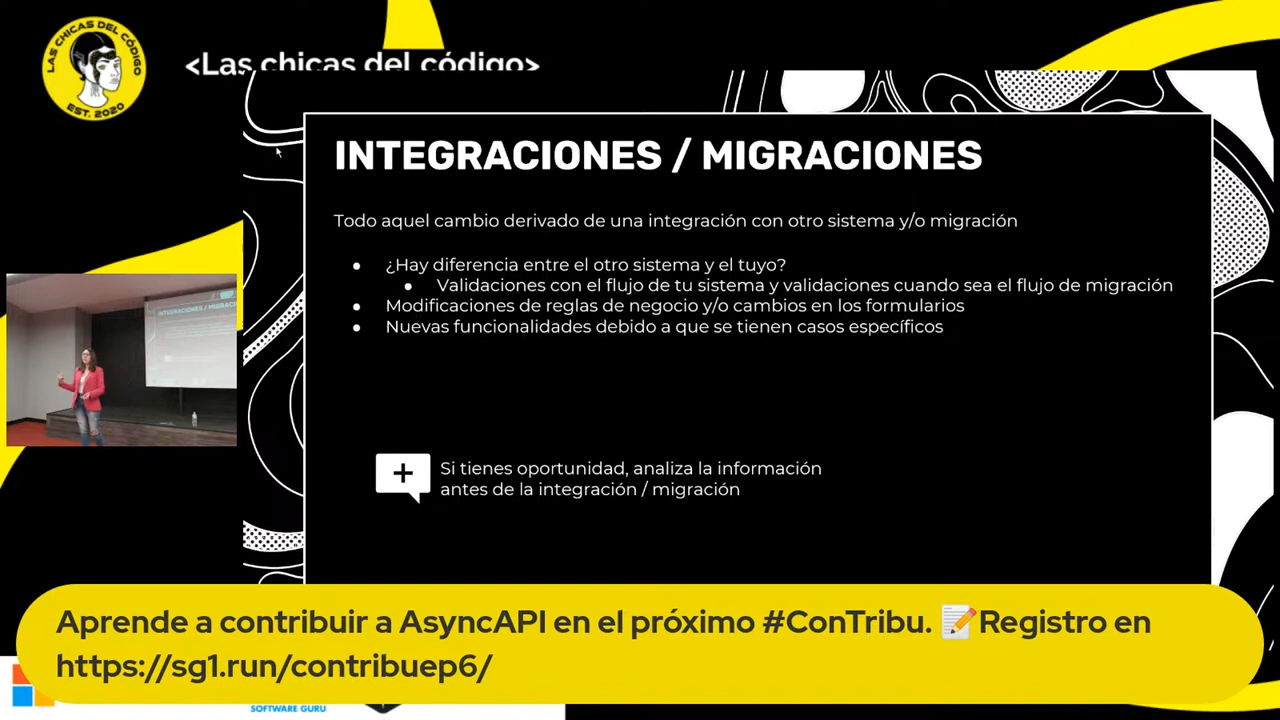 LAS CHICAS DEL CÓDIGO
EST. 2020
<Las chicas del código>
INTEGRACIONES / MIGRACIONES
Todo aquel cambio derivado de una integración con otro sistema y/o migración
¿Hay diferencia entre el otro sistema y el tuyo?
Validaciones con el flujo de tu sistema y validaciones cuando sea el flujo de migración
Modificaciones de reglas de negocio y/o cambios en los formularios
Nuevas funcionalidades debido a que se tienen casos específicos
INTEGRACIONES / MIGRACI
Si tienes oportunidad, analiza la información
antes de la integración / migración
Aprende a contribuir a AsyncAPI en el próximo #ConTribu. 📝Registro en
https://sg1.run/contribuep6/
SOFTWARE GURU